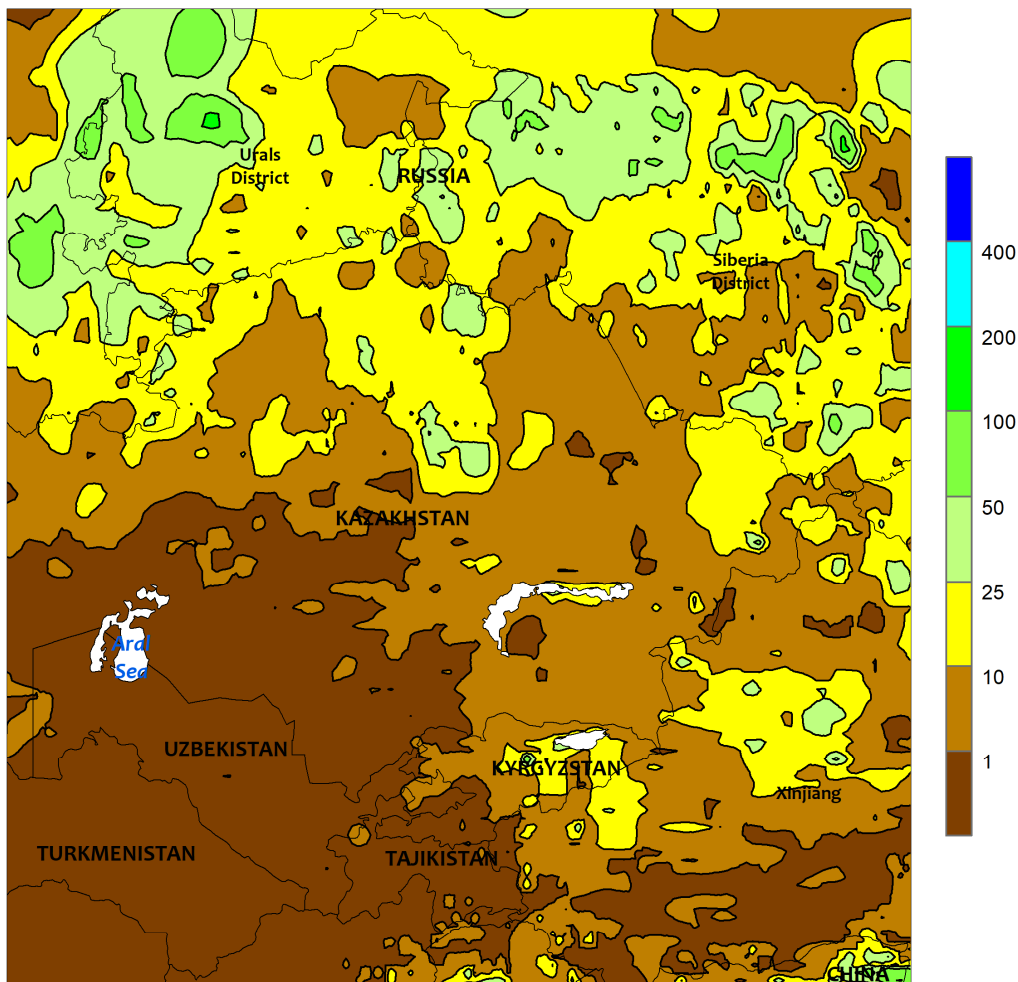 Urals
District
RUSSIA
Siberia
District
KAZAKHSTAN
Aral
Sea
UZBEKISTAN
KYRGYZSTAN
Xinjiang
TURKMENISTAN
TAJIKISTAN
CHINA
400
200
100
50
25
10
1